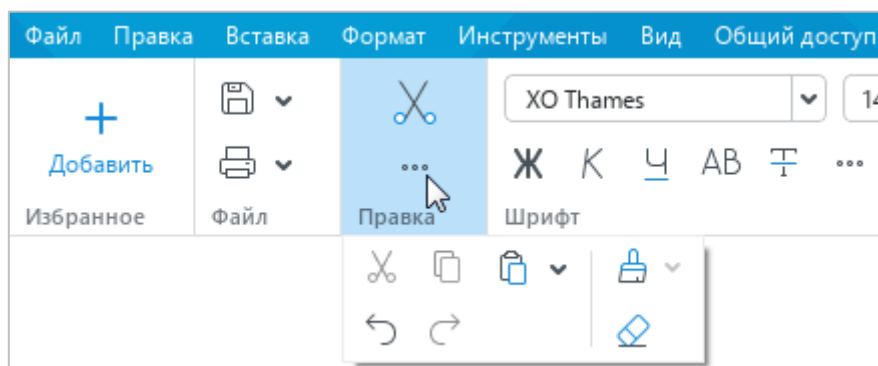 Файл Правка Вставка Формат Инструменты Вид Общий доступ
XO Thames 14
Добавить
Ж К Ч АВ Т
Избранное Файл Правка Шрифт